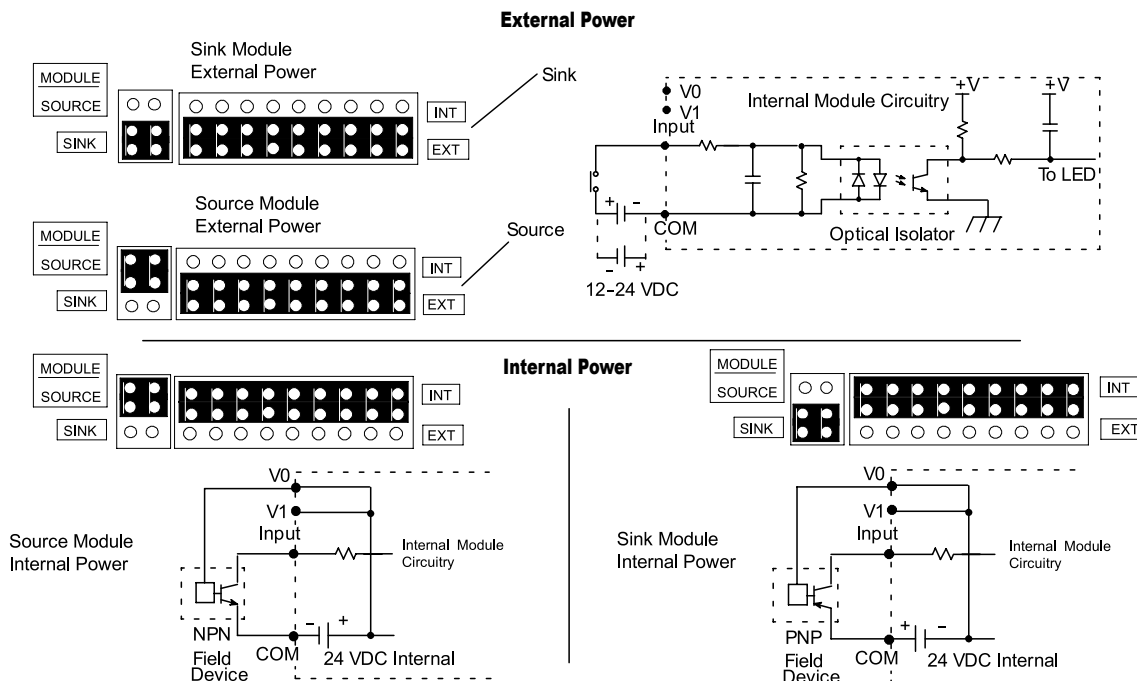 External Power
Sink Module
External Power
MODULE
SOURCE
SINK
INT
EXT
Sink
Source Module
External Power
MODULE
SOURCE
SINK
INT
EXT
Source
V0
V1
Input
Internal Module Circuitry
+V
+V
To LED
+ -
COM
Optical Isolator
- +
12-24 VDC
Internal Power
MODULE
SOURCE
SINK
INT
EXT
V0
V1
Input
Source Module
Internal Power
Internal Module
Circuitry
NPN
Field
Device
COM
- +
24 VDC Internal
MODULE
SOURCE
SINK
INT
EXT
V0
V1
Input
Sink Module
Internal Power
Internal Module
Circuitry
PNP
Field
Device
COM
+ -
24 VDC Internal